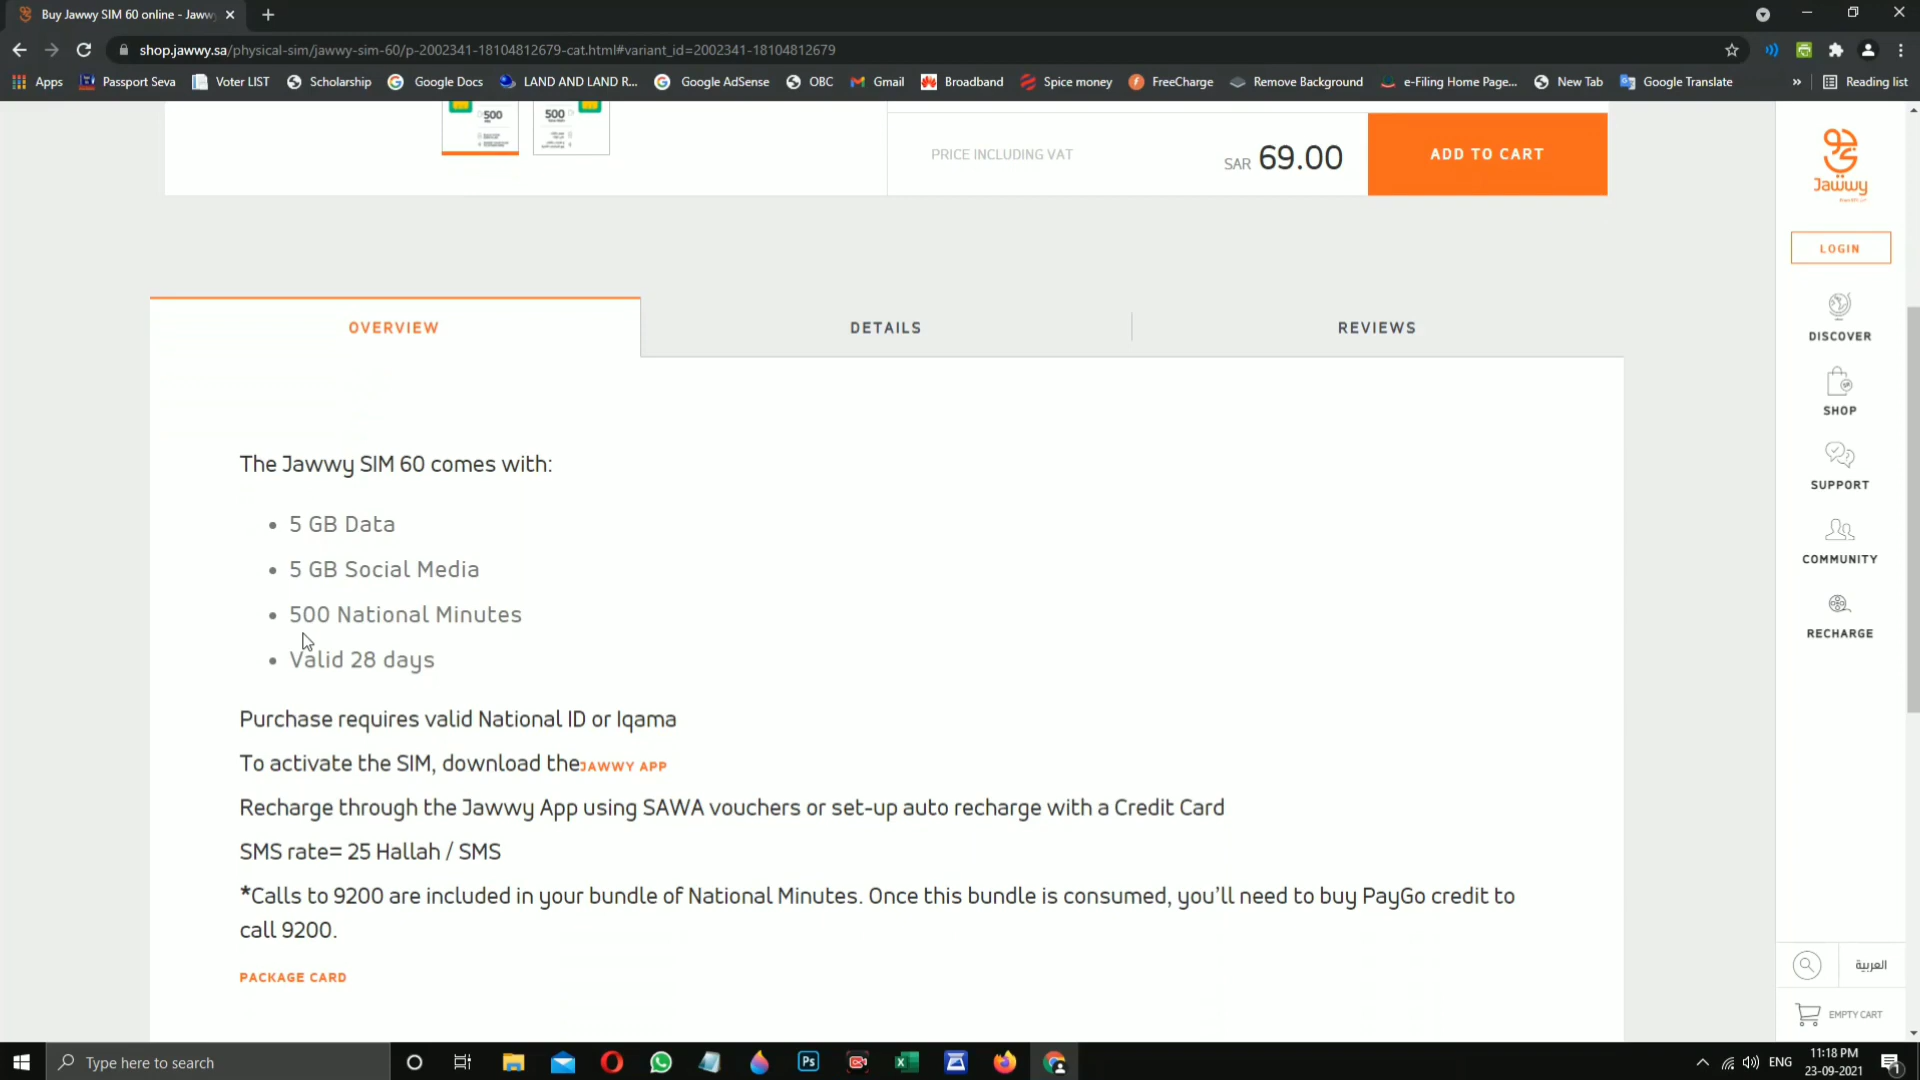 Buy Jawwy SIM 60 online - Jaww
shop.jawwy.sa/physical-sim/jawwy-sim-60/p-2002341-18104812679-cat.html#variant_id=2002341-18104812679
Apps Passport Seva Voter LIST Scholarship Google Docs LAND AND LAND R... Google AdSense OBC Gmail Broadband Spice money FreeCharge Remove Background e-Filing Home Page... New Tab Google Translate » Reading list
500 500
PRICE INCLUDING VAT SAR 69.00 ADD TO CART
جوّي
Jawwy
LOGIN
DISCOVER
SHOP
SUPPORT
COMMUNITY
RECHARGE
OVERVIEW DETAILS REVIEWS
The Jawwy SIM 60 comes with:
• 5 GB Data
• 5 GB Social Media
• 500 National Minutes
• Valid 28 days
Purchase requires valid National ID or Iqama
To activate the SIM, download the JAWWY APP
Recharge through the Jawwy App using SAWA vouchers or set-up auto recharge with a Credit Card
SMS rate= 25 Hallah / SMS
*Calls to 9200 are included in your bundle of National Minutes. Once this bundle is consumed, you'll need to buy PayGo credit to
call 9200.
PACKAGE CARD
العربية
EMPTY CART
Type here to search
Ps
ENG
11:18 PM
23-09-2021
1